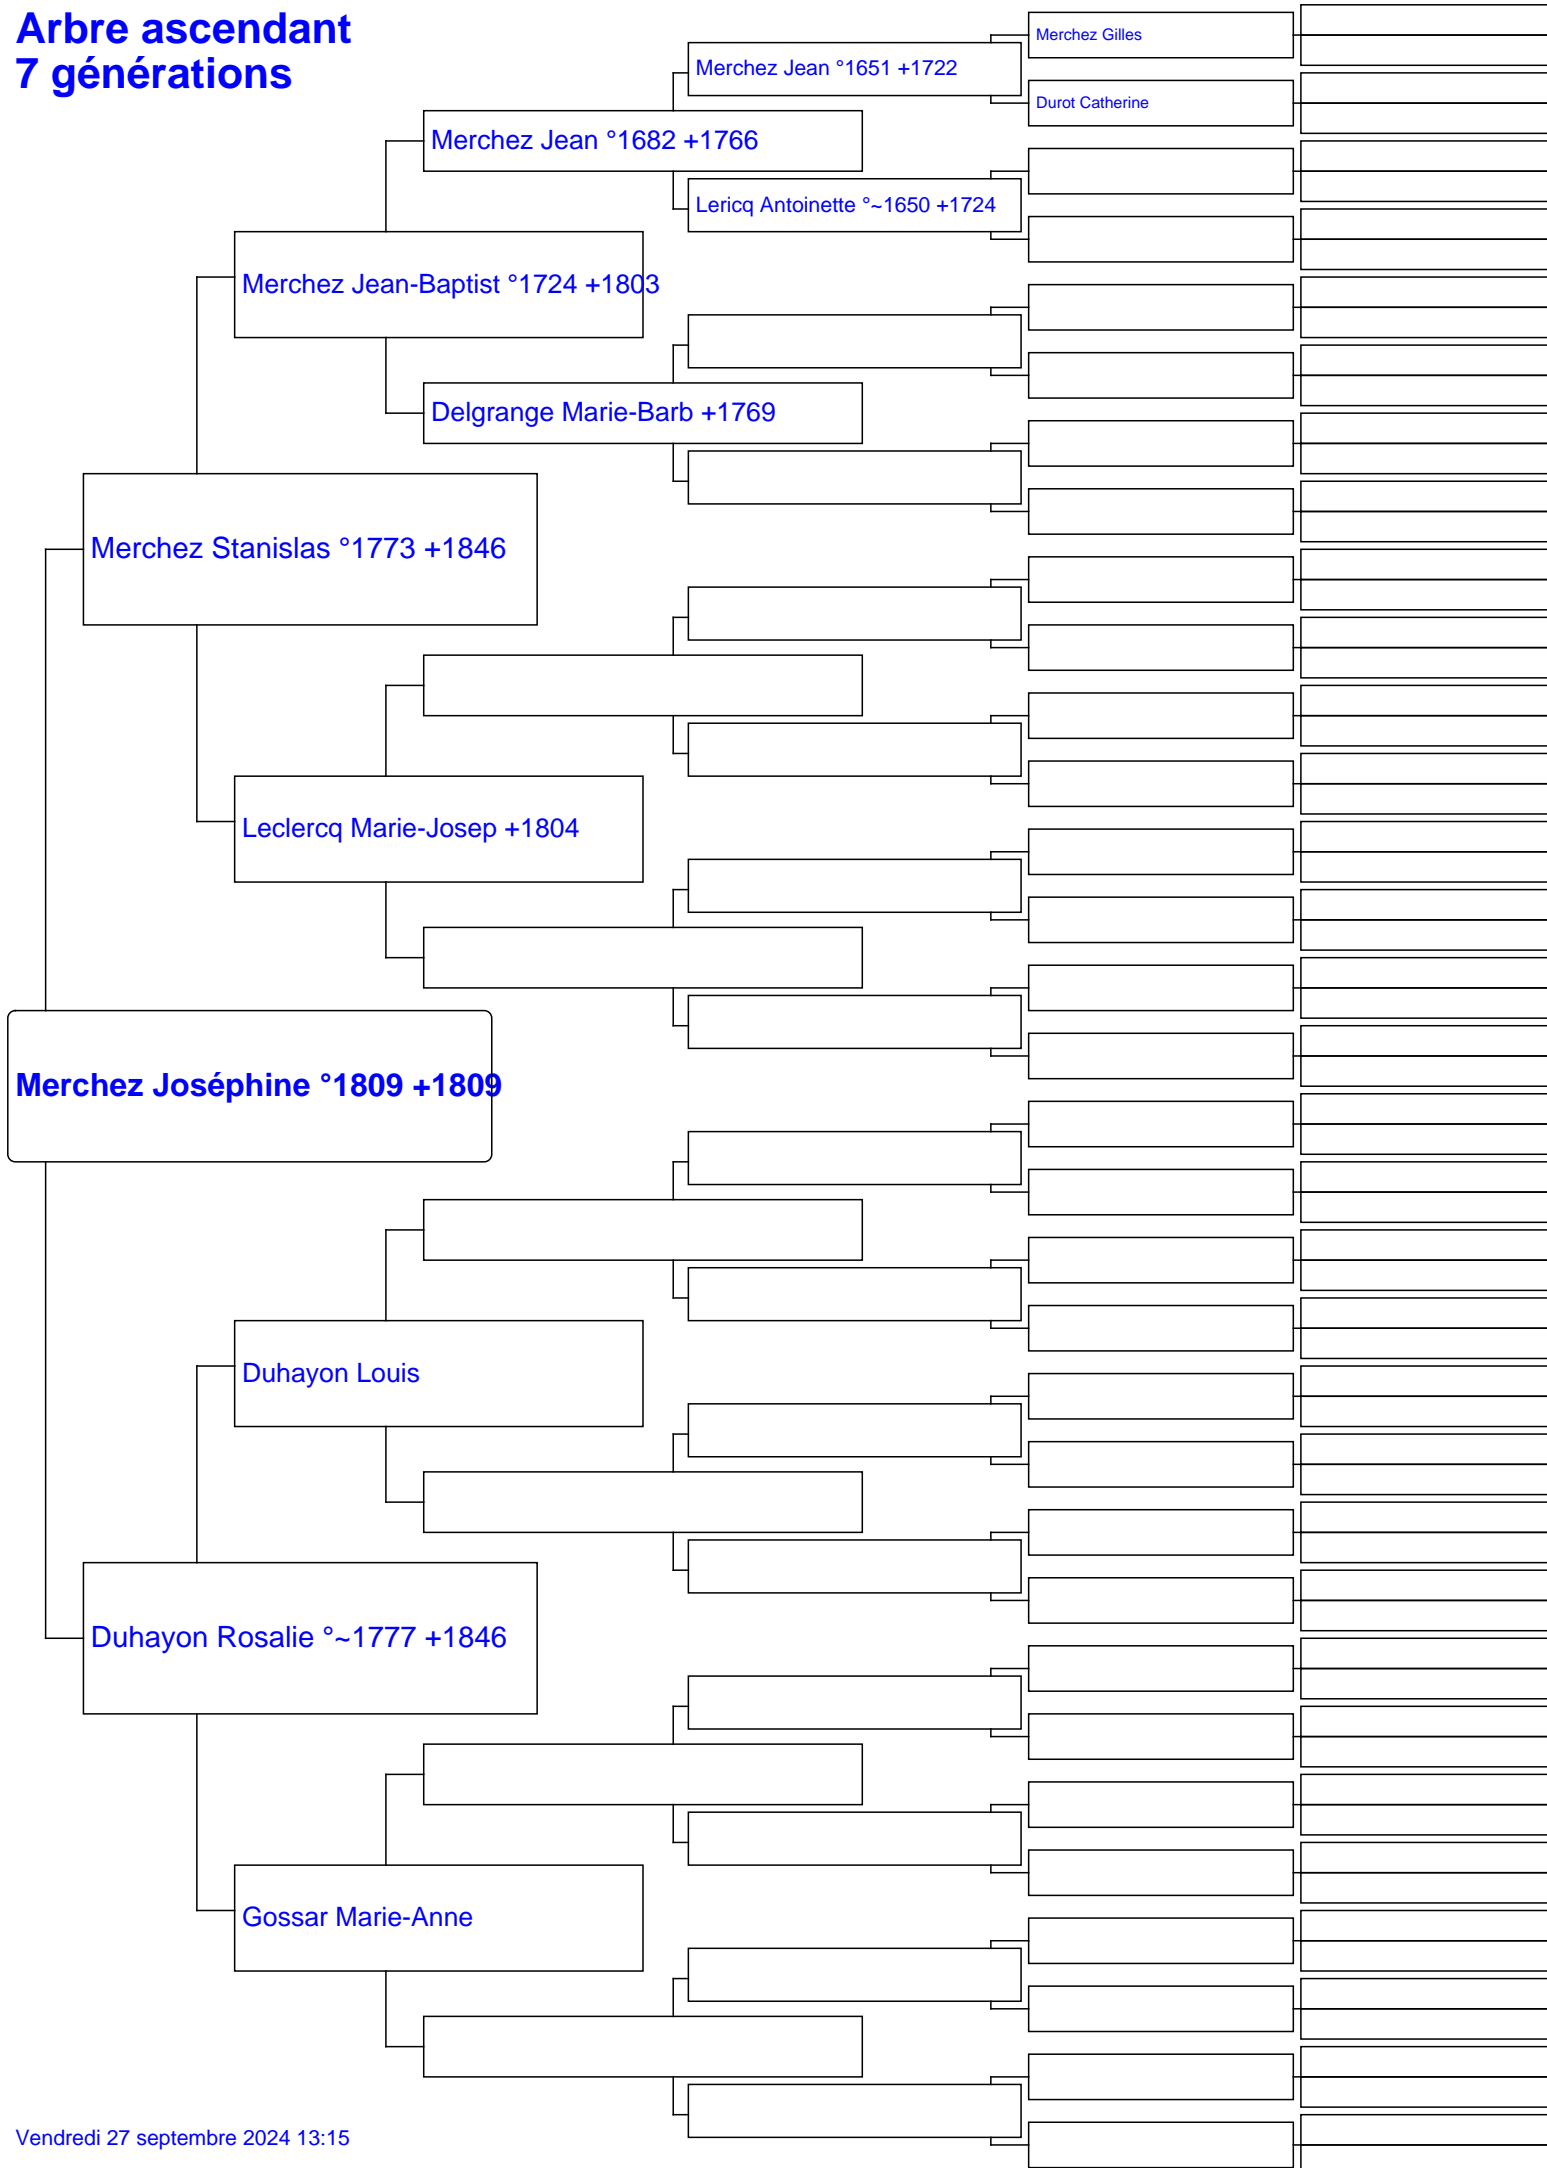 Arbre ascendant
7 générations
Merchez Gilles
Merchez Jean °1651 +1722
Durot Catherine
Merchez Jean °1682 +1766
Lericq Antoinette °~1650 +1724
Merchez Jean-Baptist °1724 +1803
Delgrange Marie-Barb +1769
Merchez Stanislas °1773 +1846
Leclercq Marie-Josep +1804
Merchez Joséphine °1809 +1809
Duhayon Louis
Duhayon Rosalie °~1777 +1846
Gossar Marie-Anne
Vendredi 27 septembre 2024 13:15